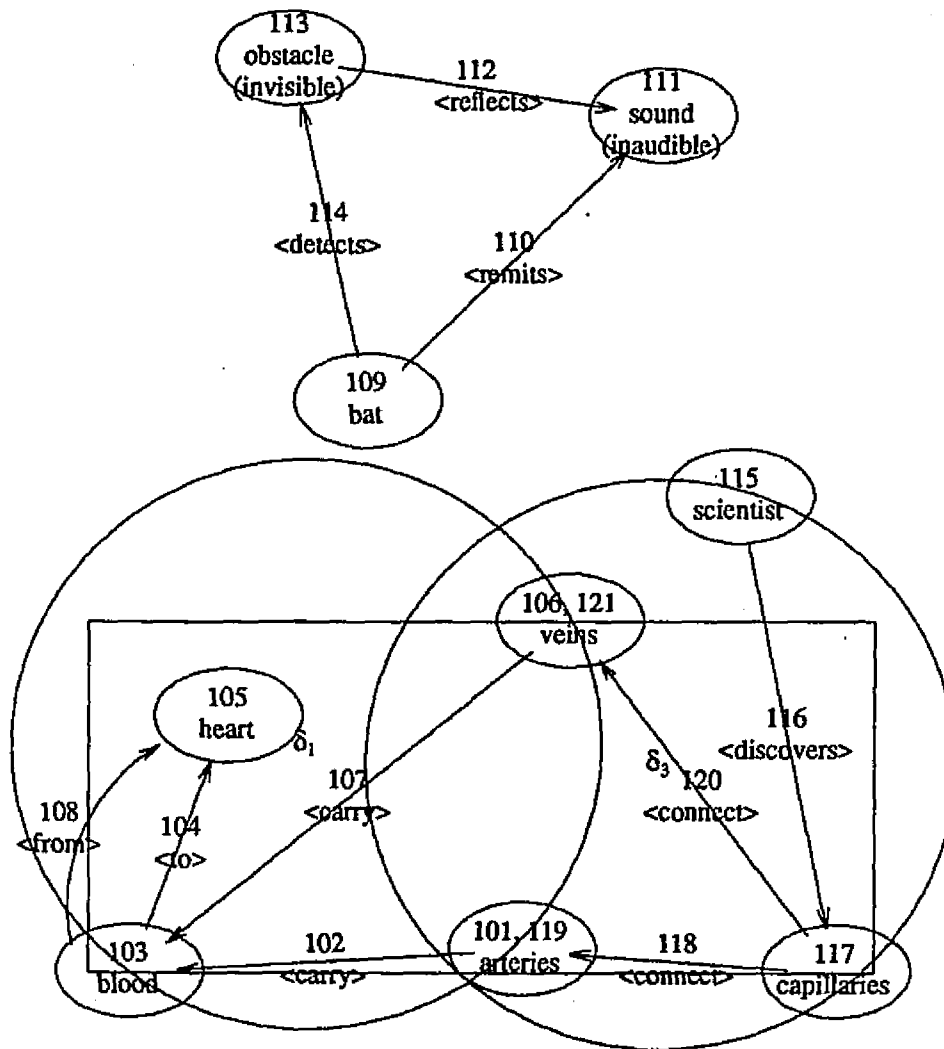 113
obstacle
(invisible)
112
<reflects>
111
sound
(inaudible)
114
<detects>
110
<remits>
109
bat
115
scientist
106, 121
veins
105
heart
δ1
107
<carry>
δ3
116
<discovers>
120
<connect>
108
<from>
104
<to>
103
blood
102
<carry>
101, 119
arteries
118
<connect>
117
capillaries